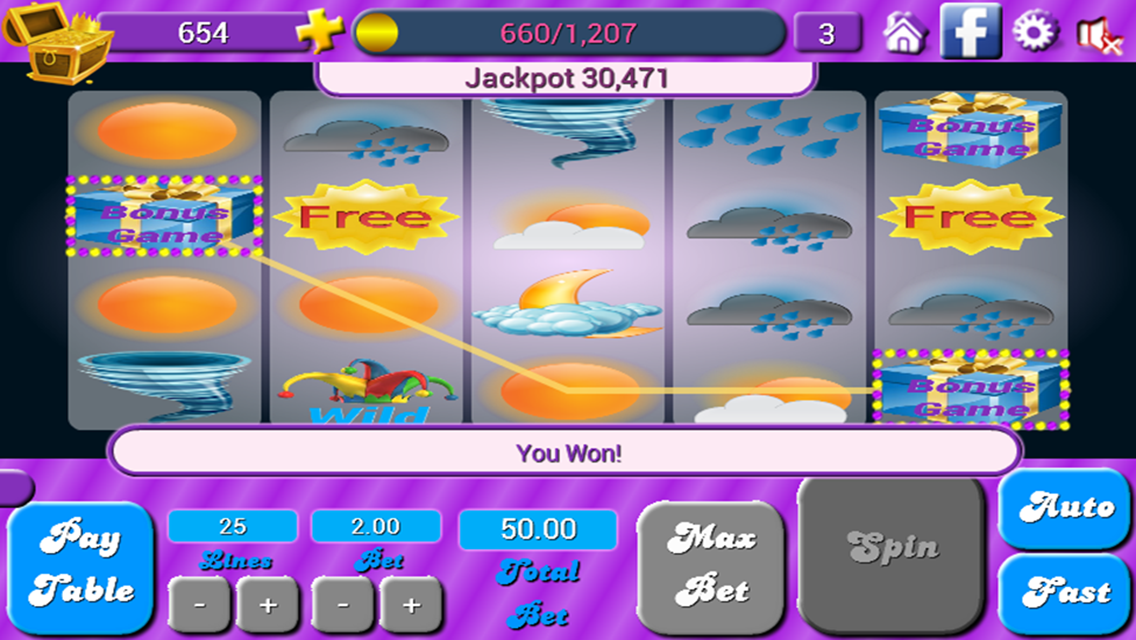 654
660/1,207
3
f
Jackpot 30,471
Bonus
Game
Bonus
Game
Free
Free
Wild
Bonus
Game
You Won!
Pay
Table
25
Lines
-
+
2.00
Bet
-
+
50.00
Total
Bet
Max
Bet
Spin
Auto
Fast